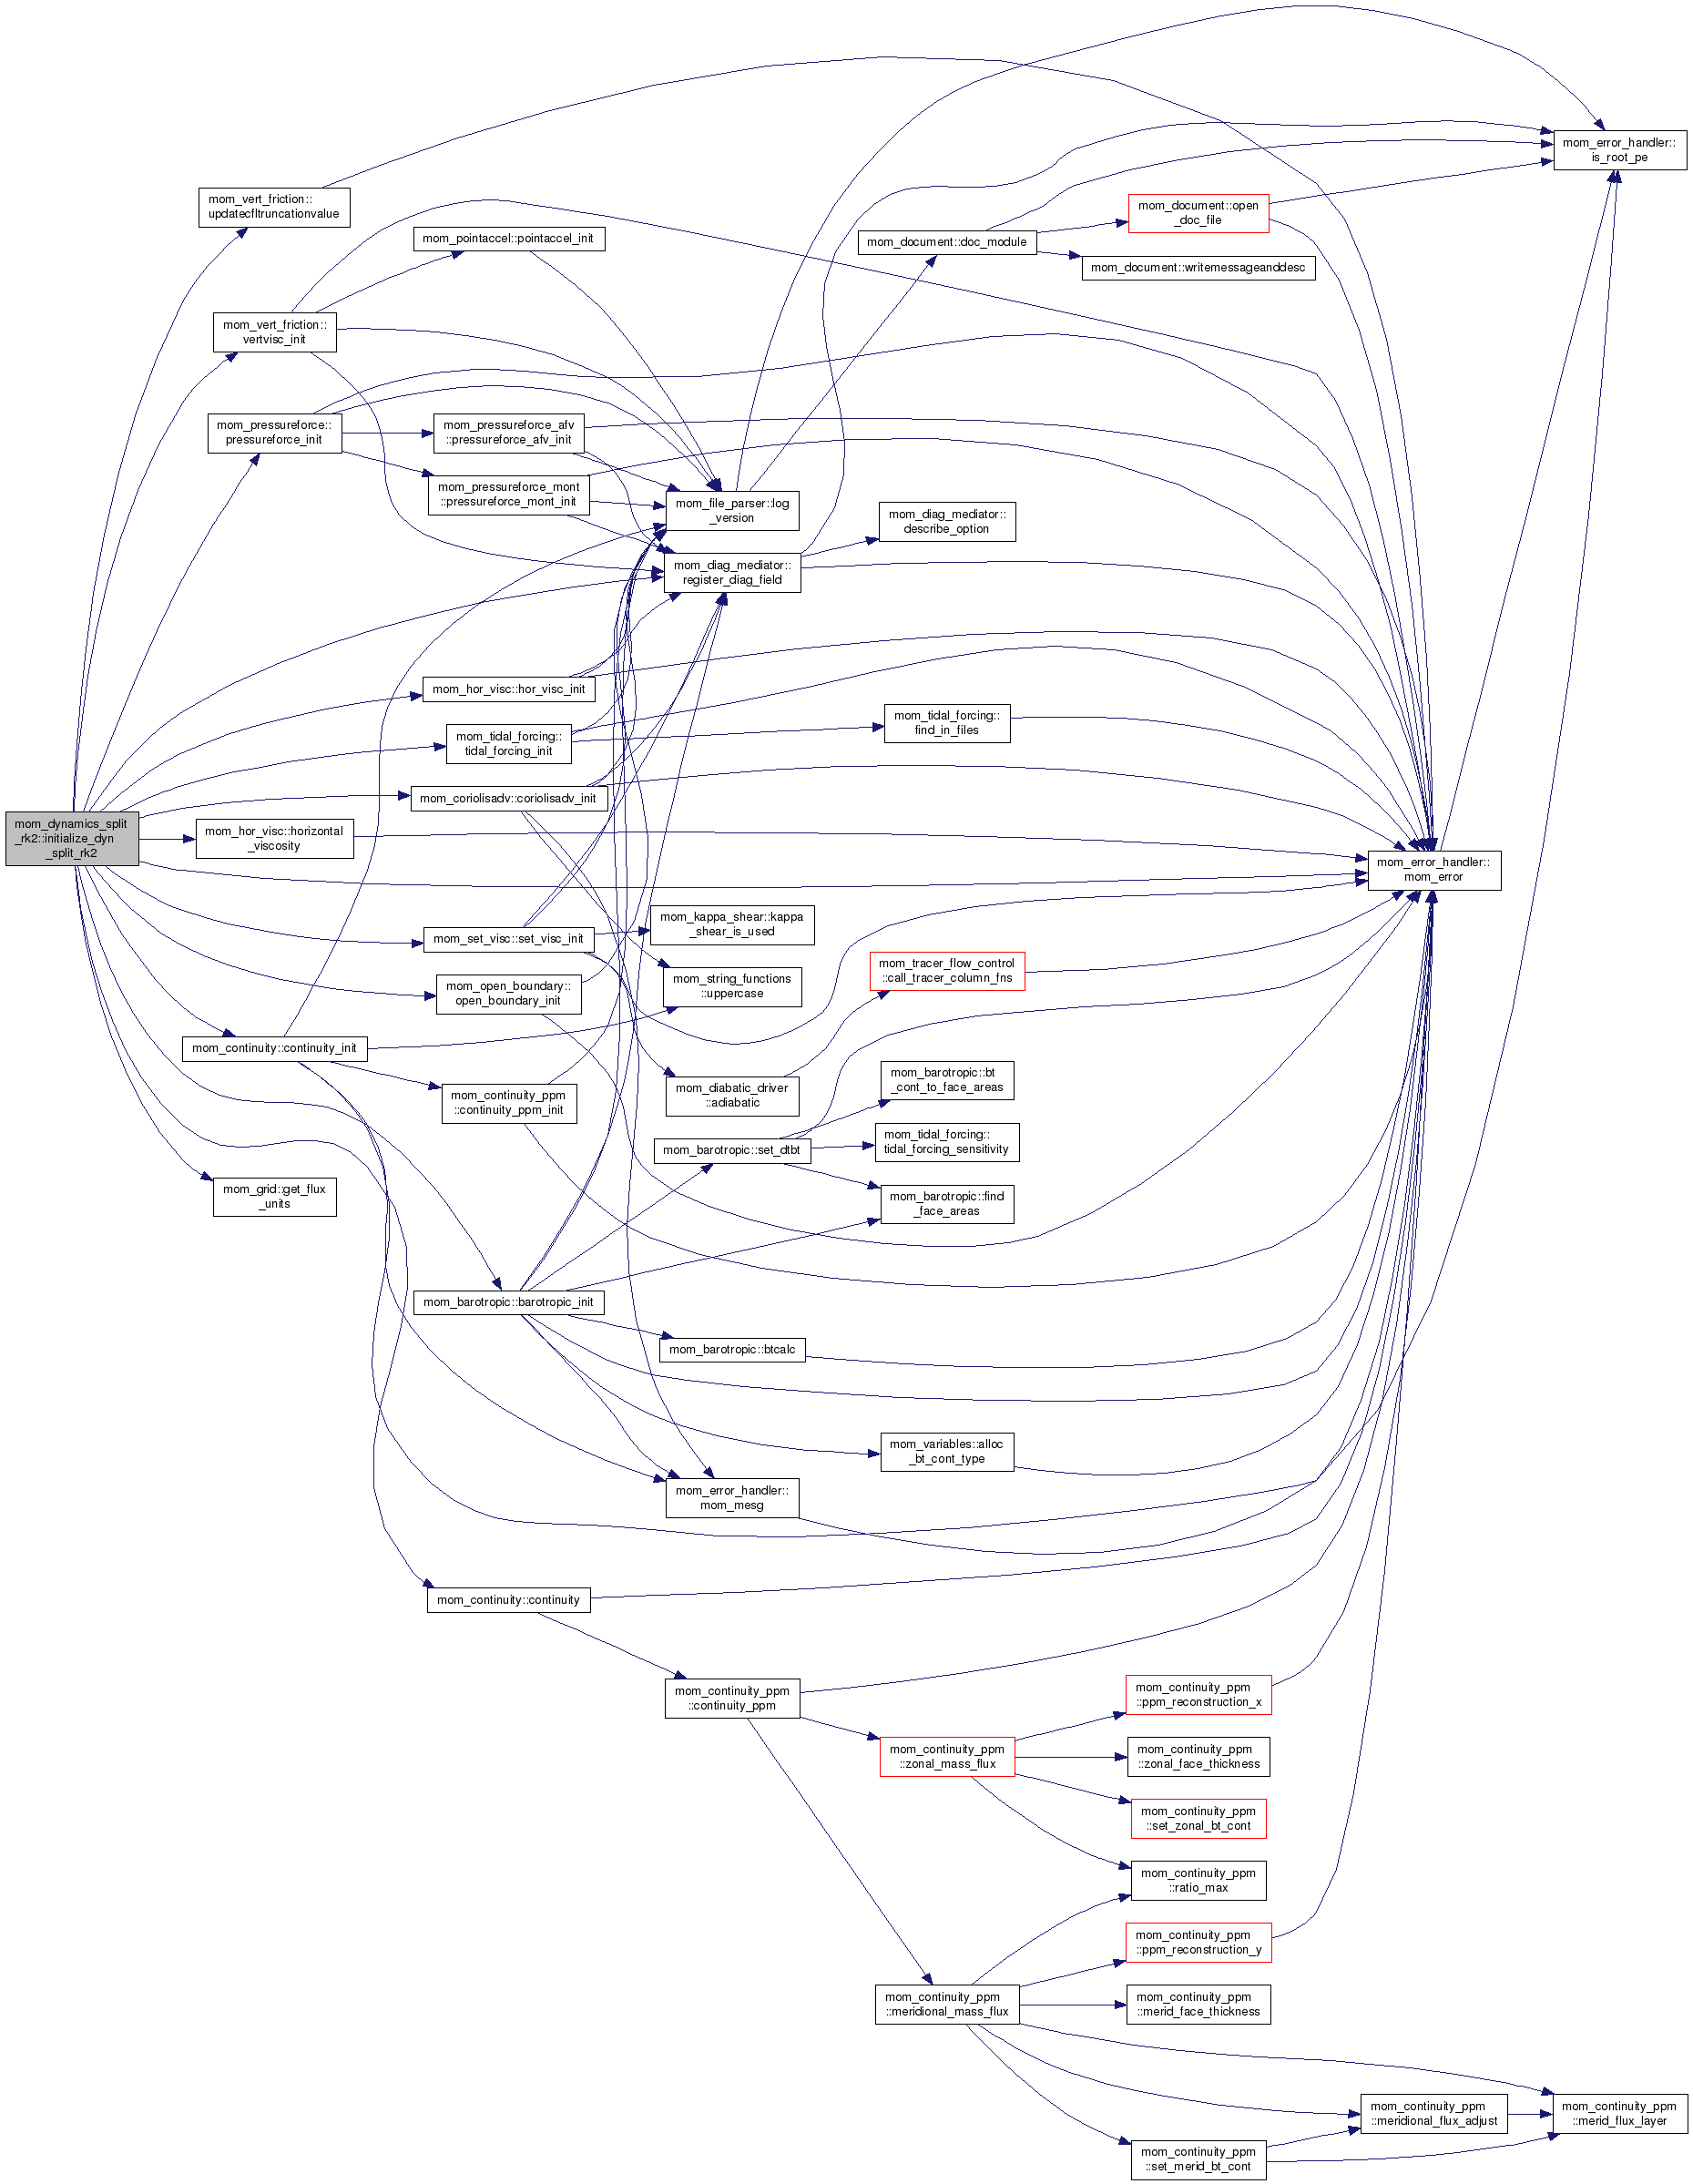 mom_error_handler::
is_root_pe
mom_vert_friction::
updatecfltruncationvalue
mom_document::open
_doc_file
mom_pointaccel::pointaccel_init
mom_document::doc_module
mom_document::writemessageanddesc
mom_vert_friction::
vertvisc_init
mom_pressureforce::
pressureforce_init
mom_pressureforce_afv
::pressureforce_afv_init
mom_pressureforce_mont
::pressureforce_mont_init
mom_file_parser::log
_version
mom_diag_mediator::
describe_option
mom_diag_mediator::
register_diag_field
mom_hor_visc::hor_visc_init
mom_tidal_forcing::
find_in_files
mom_tidal_forcing::
tidal_forcing_init
mom_coriolisadv::coriolisadv_init
mom_dynamics_split
_rk2::initialize_dyn
_split_rk2
mom_hor_visc::horizontal
_viscosity
mom_error_handler::
mom_error
mom_kappa_shear::kappa
_shear_is_used
mom_set_visc::set_visc_init
mom_tracer_flow_control
::call_tracer_column_fns
mom_string_functions
::uppercase
mom_open_boundary::
open_boundary_init
mom_continuity::continuity_init
mom_barotropic::bt
_cont_to_face_areas
mom_diabatic_driver
::adiabatic
mom_continuity_ppm
::continuity_ppm_init
mom_tidal_forcing::
tidal_forcing_sensitivity
mom_barotropic::set_dtbt
mom_grid::get_flux
_units
mom_barotropic::find
_face_areas
mom_barotropic::barotropic_init
mom_barotropic::btcalc
mom_variables::alloc
_bt_cont_type
mom_error_handler::
mom_mesg
mom_continuity::continuity
mom_continuity_ppm
::continuity_ppm
mom_continuity_ppm
::ppm_reconstruction_x
mom_continuity_ppm
::zonal_mass_flux
mom_continuity_ppm
::zonal_face_thickness
mom_continuity_ppm
::set_zonal_bt_cont
mom_continuity_ppm
::ratio_max
mom_continuity_ppm
::ppm_reconstruction_y
mom_continuity_ppm
::meridional_mass_flux
mom_continuity_ppm
::merid_face_thickness
mom_continuity_ppm
::meridional_flux_adjust
mom_continuity_ppm
::merid_flux_layer
mom_continuity_ppm
::set_merid_bt_cont